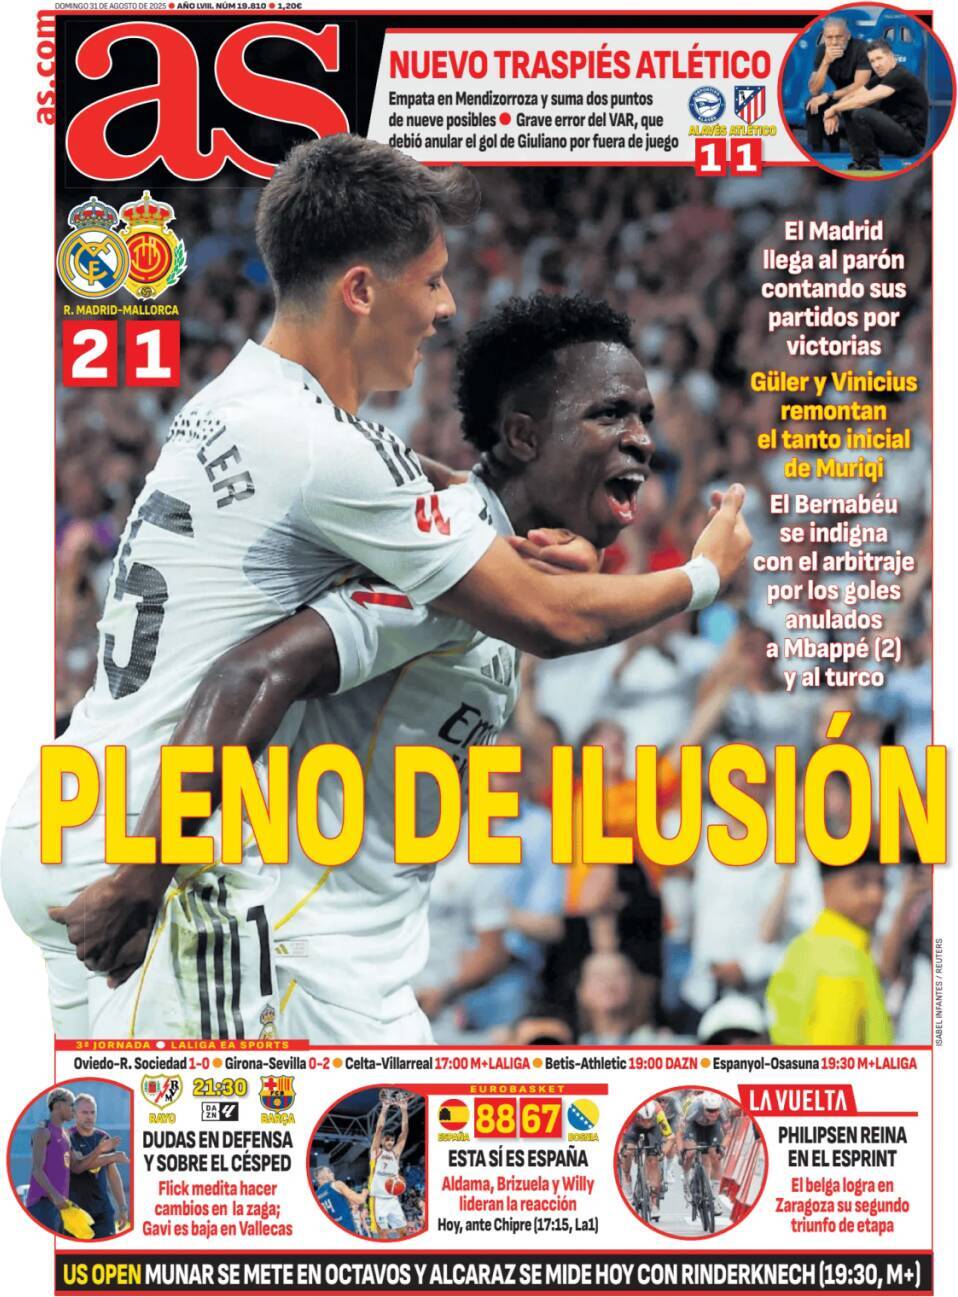 DOMINGO 31 DE AGOSTO DE 2025 ● AÑO LVIII. NÚM 19.810 ● 1,20€
as.com
as
NUEVO TRASPIÉS ATLÉTICO
Empata en Mendizorroza y suma dos puntos
de nueve posibles ● Grave error del VAR, que
debió anular el gol de Giuliano por fuera de juego
ALAVÉS ATLÉTICO
1 1
R. MADRID-MALLORCA
2 1
El Madrid
llega al parón
contando sus
partidos por
victorias
Güler y Vinicius
remontan
el tanto inicial
de Muriqi
El Bernabéu
se indigna
con el arbitraje
por los goles
anulados
a Mbappé (2)
y al turco
PLENO DE ILUSIÓN
ISABEL INFANTES / REUTERS
3ª JORNADA ● LALIGA EA SPORTS
Oviedo-R. Sociedad 1-0 ● Girona-Sevilla 0-2 ● Celta-Villarreal 17:00 M+LALIGA ● Betis-Athletic 19:00 DAZN ● Espanyol-Osasuna 19:30 M+LALIGA
21:30
DAZN
RAYO BARÇA
DUDAS EN DEFENSA
Y SOBRE EL CÉSPED
Flick medita hacer
cambios en la zaga;
Gavi es baja en Vallecas
EUROBASKET
88 67
ESPAÑA BOSNIA
ESTA SÍ ES ESPAÑA
Aldama, Brizuela y Willy
lideran la reacción
Hoy, ante Chipre (17:15, La1)
LA VUELTA
PHILIPSEN REINA
EN EL ESPRINT
El belga logra en
Zaragoza su segundo
triunfo de etapa
US OPEN MUNAR SE METE EN OCTAVOS Y ALCARAZ SE MIDE HOY CON RINDERKNECH (19:30, M+)